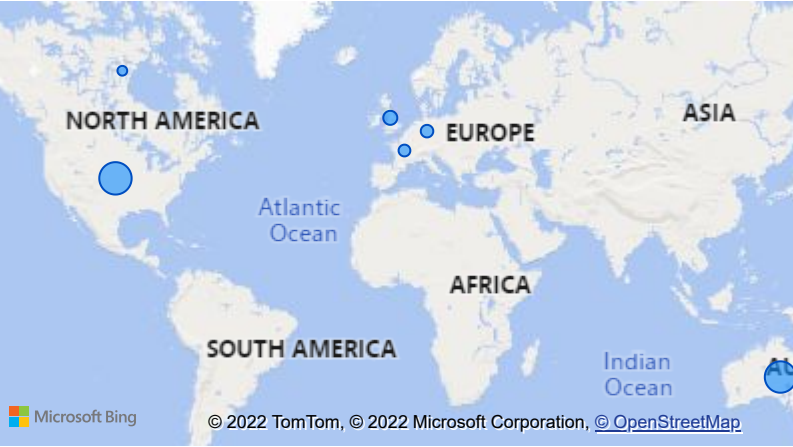 NORTH AMERICA
ASIA
EUROPE
Atlantic
Ocean
AFRICA
SOUTH AMERICA
Indian
Ocean
AU
Microsoft Bing
© 2022 TomTom, © 2022 Microsoft Corporation, © OpenStreetMap